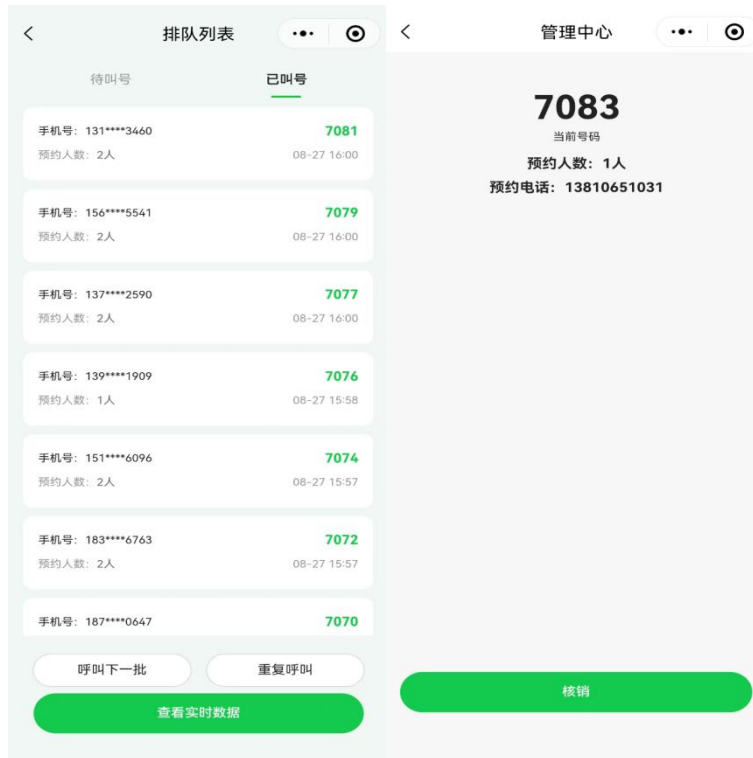 排队列表
待叫号 已叫号
手机号：131****3460 7081
预约人数：2人 08-27 16:00
手机号：156****5541 7079
预约人数：2人 08-27 16:00
手机号：137****2590 7077
预约人数：2人 08-27 16:00
手机号：139****1909 7076
预约人数：1人 08-27 15:58
手机号：151****6096 7074
预约人数：2人 08-27 15:57
手机号：183****6763 7072
预约人数：2人 08-27 15:57
手机号：187****0647 7070
呼叫下一批 重复呼叫
查看实时数据
管理中心
7083
当前号码
预约人数：1人
预约电话：13810651031
核销